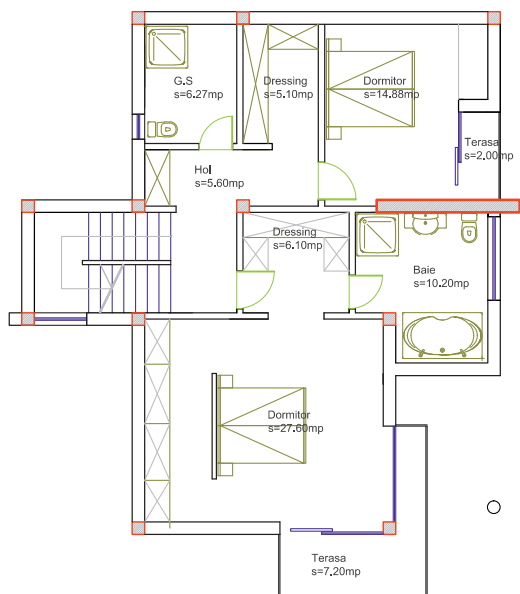 G.S
s=6.27mp
Dressing
s=5.10mp
Dormitor
s=14.88mp
Terasa
s=2.00mp
Hol
s=5.60mp
Dressing
s=6.10mp
Baie
s=10.20mp
Dormitor
s=27.60mp
Terasa
s=7.20mp